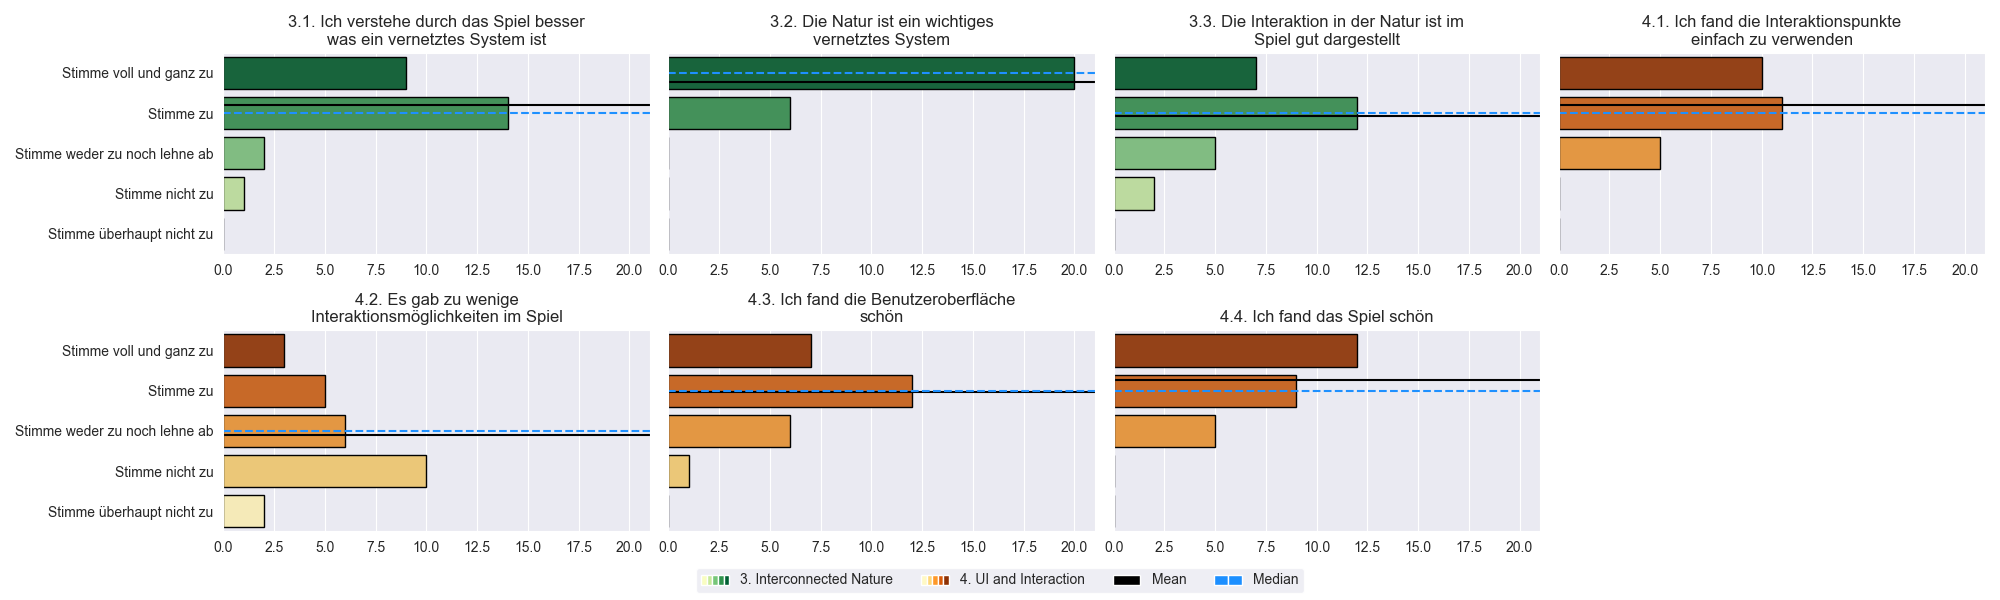 3.1. Ich verstehe durch das Spiel besser
was ein vernetztes System ist
3.2. Die Natur ist ein wichtiges
vernetztes System
3.3. Die Interaktion in der Natur ist im
Spiel gut dargestellt
4.1. Ich fand die Interaktionspunkte
einfach zu verwenden
Stimme voll und ganz zu
Stimme zu
Stimme weder zu noch lehne ab
Stimme nicht zu
Stimme überhaupt nicht zu
0.0 2.5 5.0 7.5 10.0 12.5 15.0 17.5 20.0
0.0 2.5 5.0 7.5 10.0 12.5 15.0 17.5 20.0
0.0 2.5 5.0 7.5 10.0 12.5 15.0 17.5 20.0
0.0 2.5 5.0 7.5 10.0 12.5 15.0 17.5 20.0
4.2. Es gab zu wenige
Interaktionsmöglichkeiten im Spiel
4.3. Ich fand die Benutzeroberfläche
schön
4.4. Ich fand das Spiel schön
Stimme voll und ganz zu
Stimme zu
Stimme weder zu noch lehne ab
Stimme nicht zu
Stimme überhaupt nicht zu
0.0 2.5 5.0 7.5 10.0 12.5 15.0 17.5 20.0
0.0 2.5 5.0 7.5 10.0 12.5 15.0 17.5 20.0
0.0 2.5 5.0 7.5 10.0 12.5 15.0 17.5 20.0
3. Interconnected Nature
4. UI and Interaction
Mean
Median